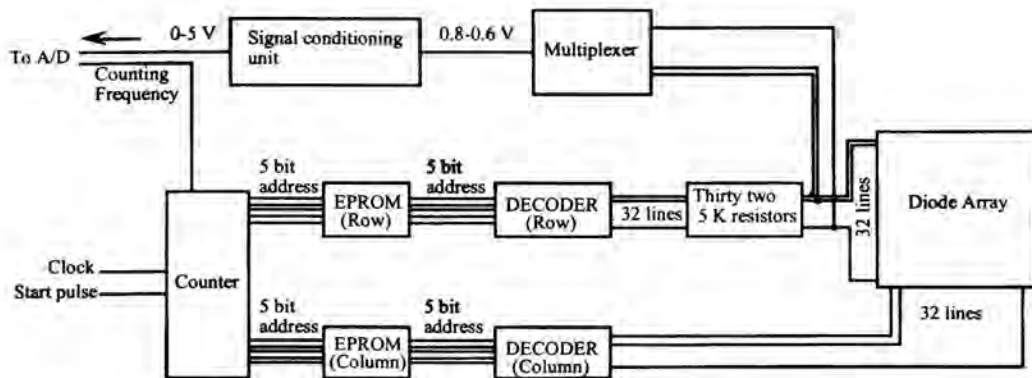 0–5 V
Signal conditioning
unit
0.8-0.6 V
Multiplexer
To A/D
Counting
Frequency
5 bit
address
EPROM
(Row)
5 bit
address
DECODER
(Row)
32 lines
Thirty two
5 K resistors
32 lines
Diode Array
Clock
Start pulse
Counter
5 bit
address
EPROM
(Column)
5 bit
address
DECODER
(Column)
32 lines